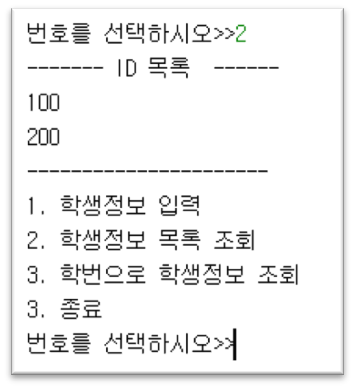 번호를 선택하시오>>2
------- ID 목록  ------
100
200
----------------------
1. 학생정보 입력
2. 학생정보 목록 조회
3. 학번으로 학생정보 조회
3. 종료
번호를 선택하시오>>